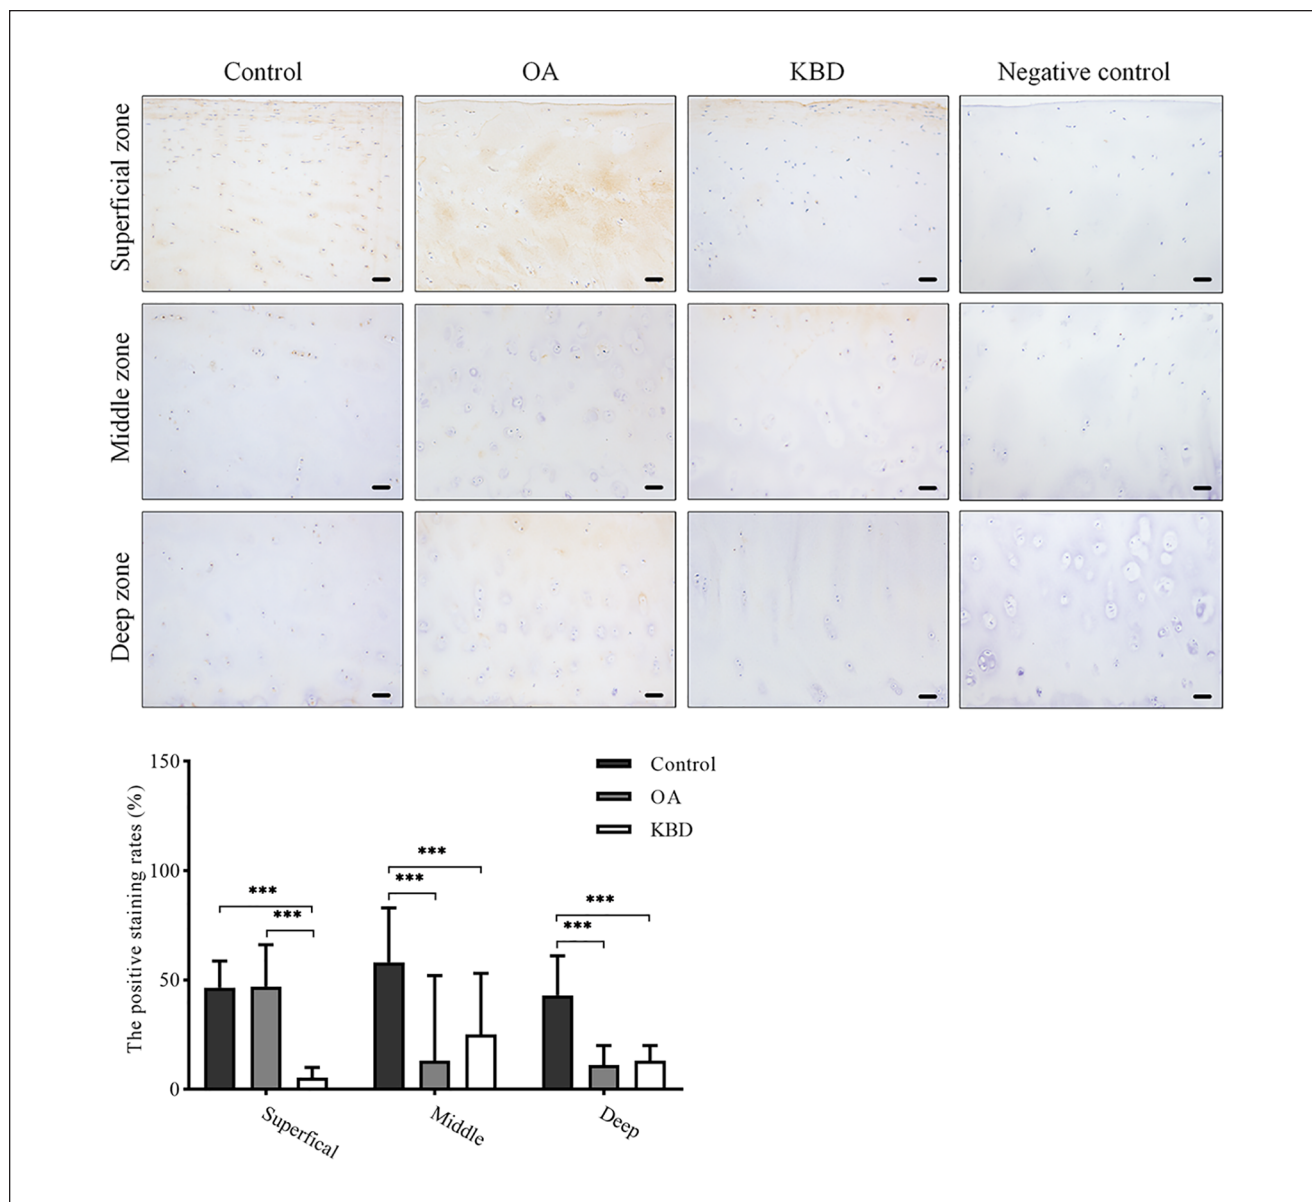 Control OA KBD Negative control
Superficial zone
Middle zone
Deep zone
The positive staining rates (%)
150
100
50
0
Control
OA
KBD
***
***
***
***
***
***
Superfical
Middle
Deep